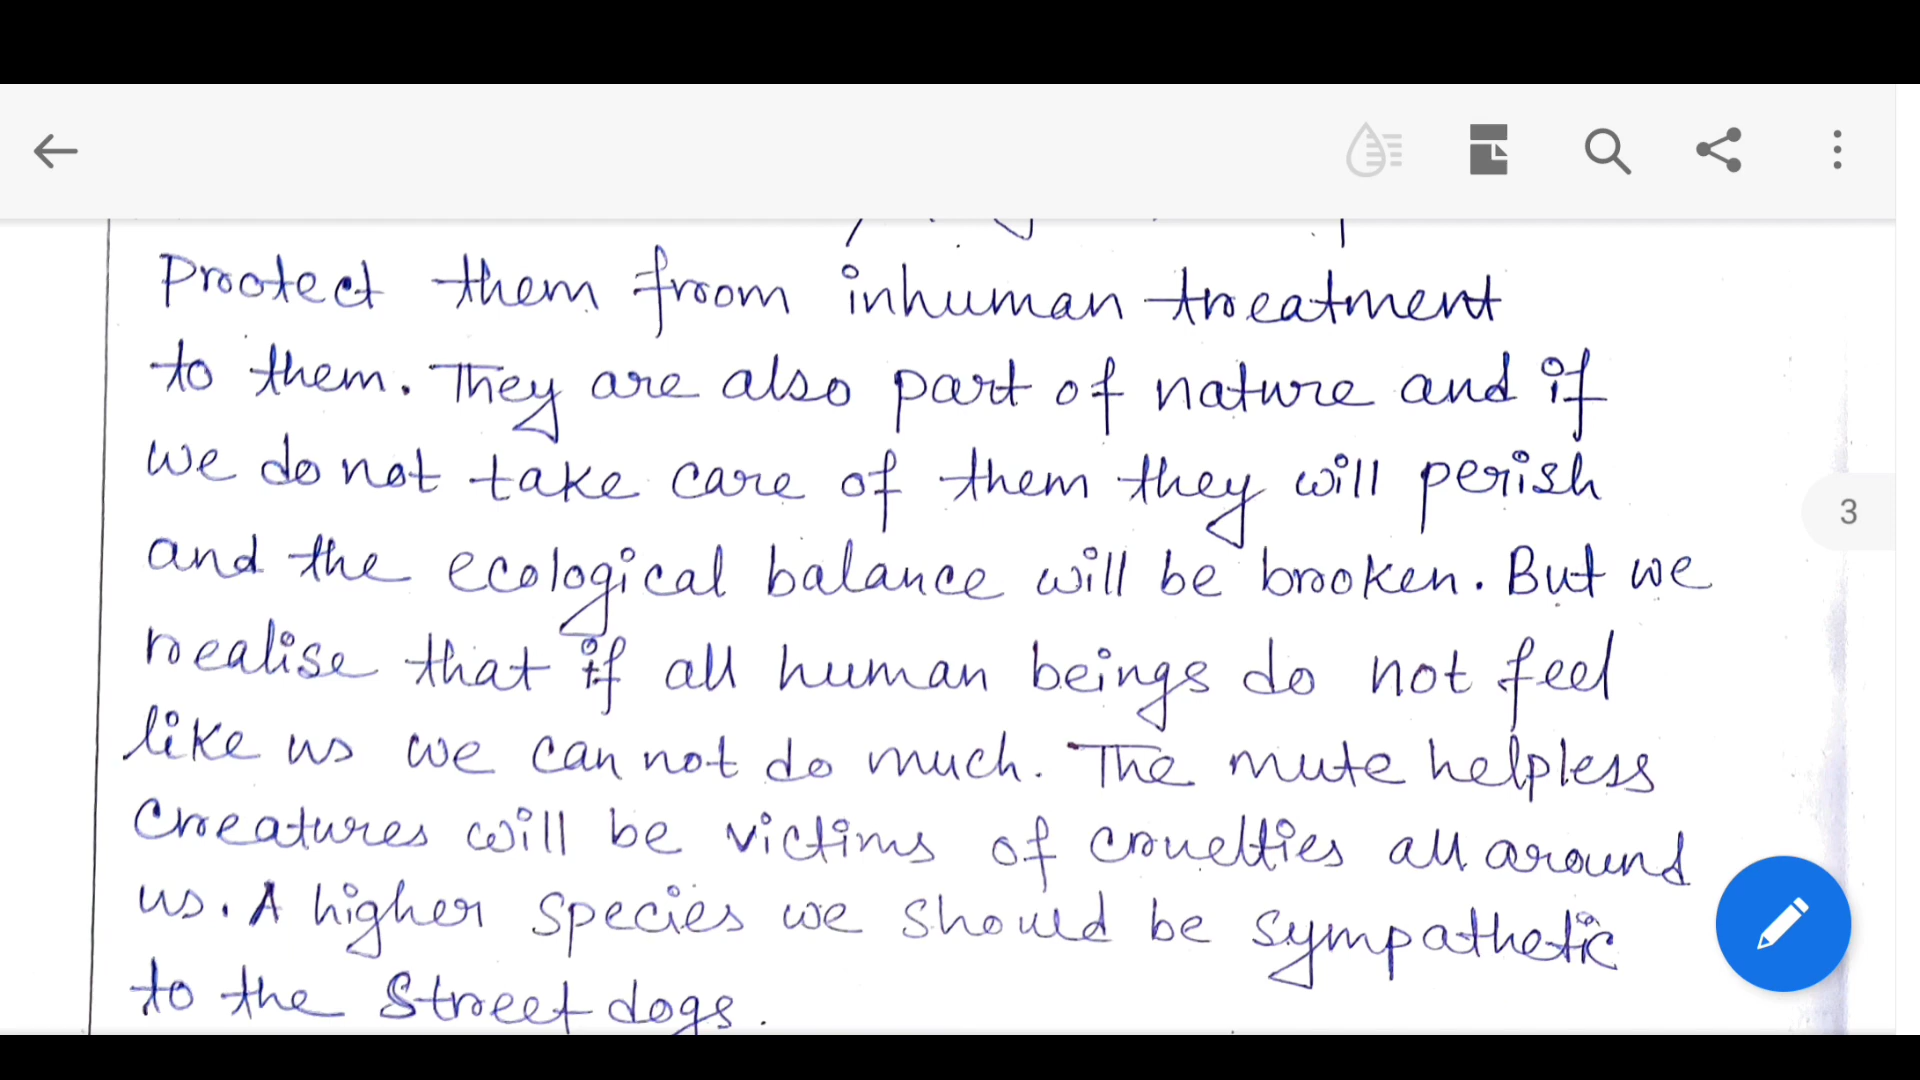 3
Protect them from inhuman treatment
to them. They are also part of nature and if
we do not take care of them they will perish
and the ecological balance will be broken. But we
realise that if all human beings do not feel
like us we can not do much. The mute helpless
Creatures will be victims of cruelties all around
us. A higher species we should be sympathetic
to the Street dogs.